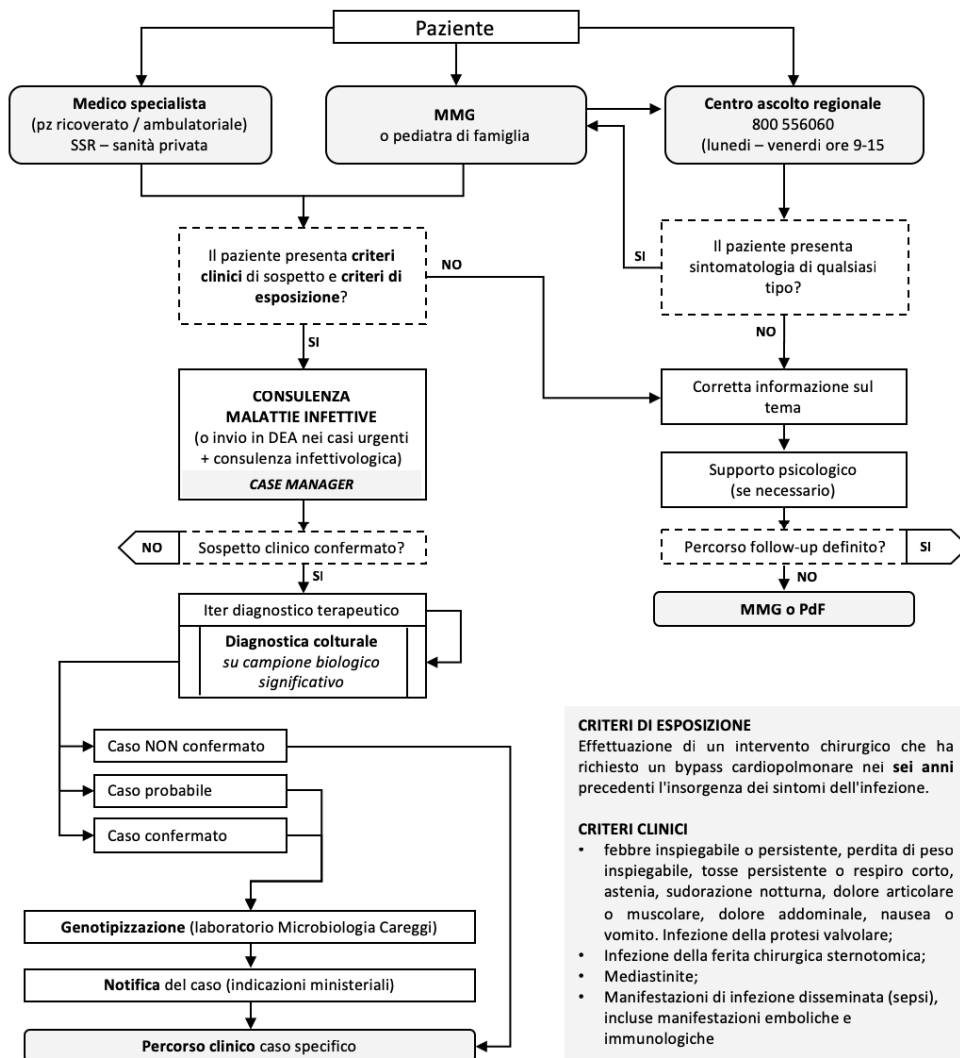 Paziente
Medico specialista
(pz ricoverato / ambulatoriale)
SSR – sanità privata
MMG
o pediatra di famiglia
Centro ascolto regionale
800 556060
(lunedi – venerdi ore 9-15
Il paziente presenta criteri
clinici di sospetto e criteri di
esposizione?
NO
SI
Il paziente presenta
sintomatologia di qualsiasi
tipo?
SI
NO
CONSULENZA
MALATTIE INFETTIVE
(o invio in DEA nei casi urgenti
+ consulenza infettivologica)
CASE MANAGER
Corretta informazione sul
tema
Supporto psicologico
(se necessario)
NO
Sospetto clinico confermato?
SI
Percorso follow-up definito?
SI
NO
MMG o PdF
Iter diagnostico terapeutico
Diagnostica colturale
su campione biologico
significativo
Caso NON confermato
Caso probabile
Caso confermato
Genotipizzazione (laboratorio Microbiologia Careggi)
Notifica del caso (indicazioni ministeriali)
Percorso clinico caso specifico
CRITERI DI ESPOSIZIONE
Effettuazione di un intervento chirurgico che ha
richiesto un bypass cardiopolmonare nei sei anni
precedenti l'insorgenza dei sintomi dell'infezione.
CRITERI CLINICI
• febbre inspiegabile o persistente, perdita di peso
inspiegabile, tosse persistente o respiro corto,
astenia, sudorazione notturna, dolore articolare
o muscolare, dolore addominale, nausea o
vomito. Infezione della protesi valvolare;
• Infezione della ferita chirurgica sternotomica;
• Mediastinite;
• Manifestazioni di infezione disseminata (sepsi),
incluse manifestazioni emboliche e
immunologiche